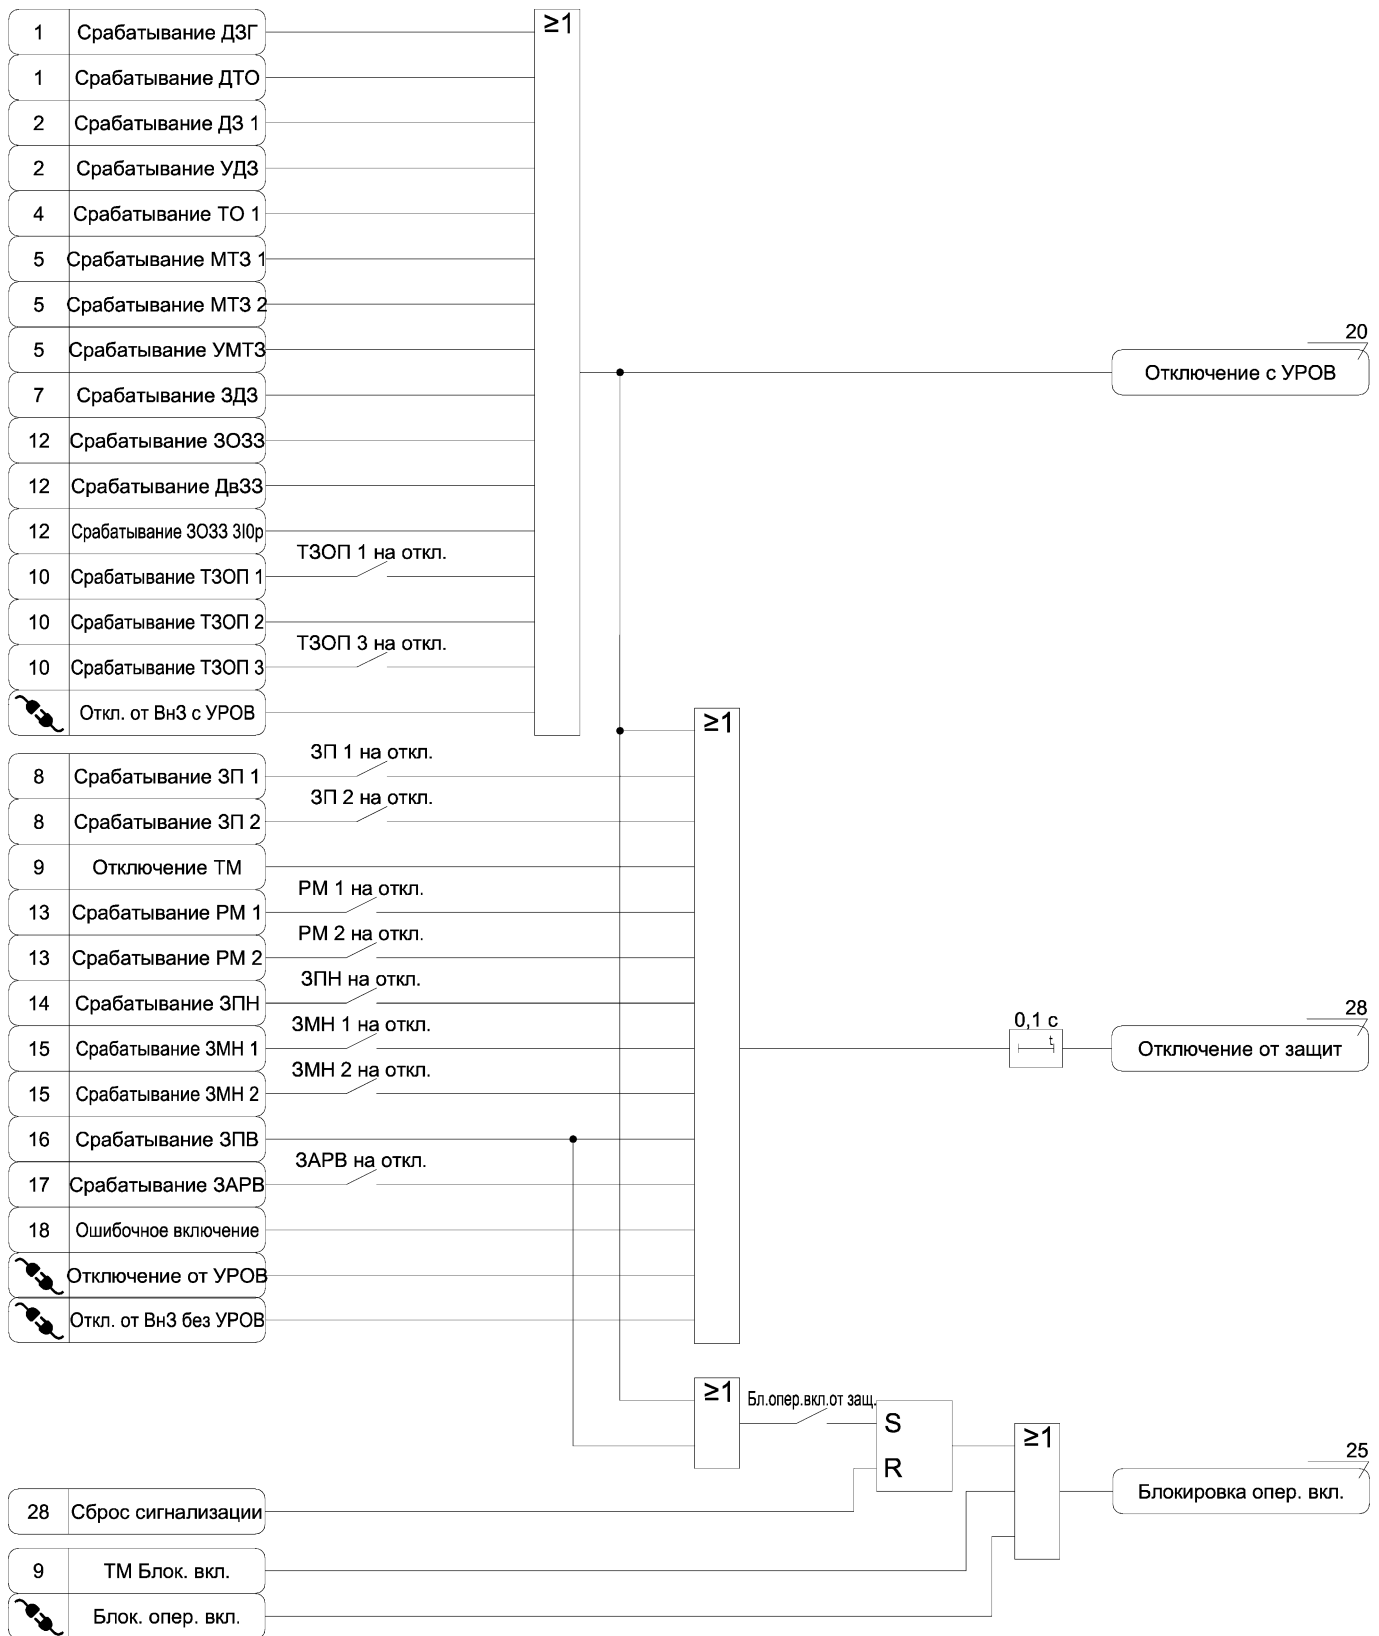 1 Срабатывание ДЗГ
≥1
1 Срабатывание ДТО
2 Срабатывание ДЗ 1
2 Срабатывание УДЗ
4 Срабатывание ТО 1
5 Срабатывание МТЗ 1
5 Срабатывание МТЗ 2
5 Срабатывание УМТЗ
20
Отключение с УРОВ
7 Срабатывание ЗДЗ
12 Срабатывание ЗОЗЗ
12 Срабатывание ДвЗЗ
12 Срабатывание ЗОЗЗ 3I0р
ТЗОП 1 на откл.
10 Срабатывание ТЗОП 1
10 Срабатывание ТЗОП 2
ТЗОП 3 на откл.
10 Срабатывание ТЗОП 3
Откл. от ВнЗ с УРОВ
≥1
ЗП 1 на откл.
8 Срабатывание ЗП 1
ЗП 2 на откл.
8 Срабатывание ЗП 2
9 Отключение ТМ
РМ 1 на откл.
13 Срабатывание РМ 1
РМ 2 на откл.
13 Срабатывание РМ 2
ЗПН на откл.
14 Срабатывание ЗПН
ЗМН 1 на откл.
15 Срабатывание ЗМН 1
0,1 с
t
28
Отключение от защит
ЗМН 2 на откл.
15 Срабатывание ЗМН 2
16 Срабатывание ЗПВ
ЗАРВ на откл.
17 Срабатывание ЗАРВ
18 Ошибочное включение
Отключение от УРОВ
Откл. от ВнЗ без УРОВ
≥1
Бл.опер.вкл.от защ.
S
R
≥1
25
Блокировка опер. вкл.
28 Сброс сигнализации
9 ТМ Блок. вкл.
Блок. опер. вкл.